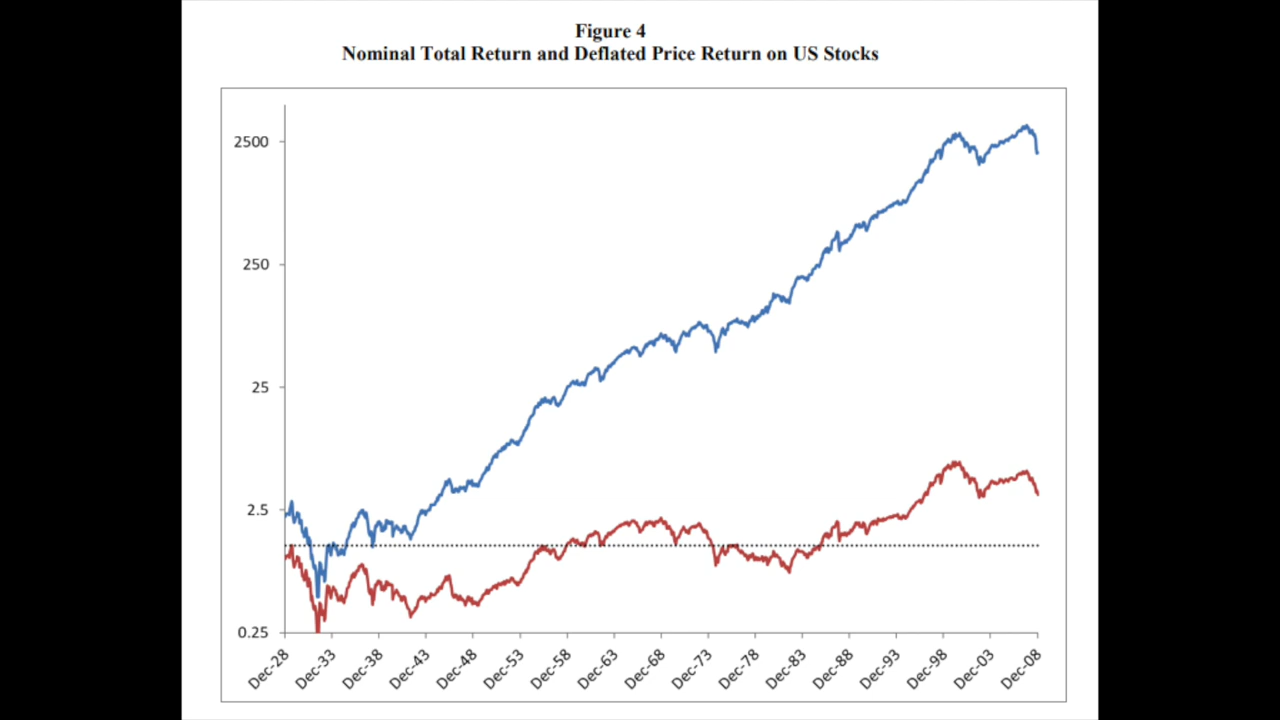 Figure 4
Nominal Total Return and Deflated Price Return on US Stocks
2500
250
25
2.5
0.25
Dec-28
Dec-33
Dec-38
Dec-43
Dec-48
Dec-53
Dec-58
Dec-63
Dec-68
Dec-73
Dec-78
Dec-83
Dec-88
Dec-93
Dec-98
Dec-03
Dec-08